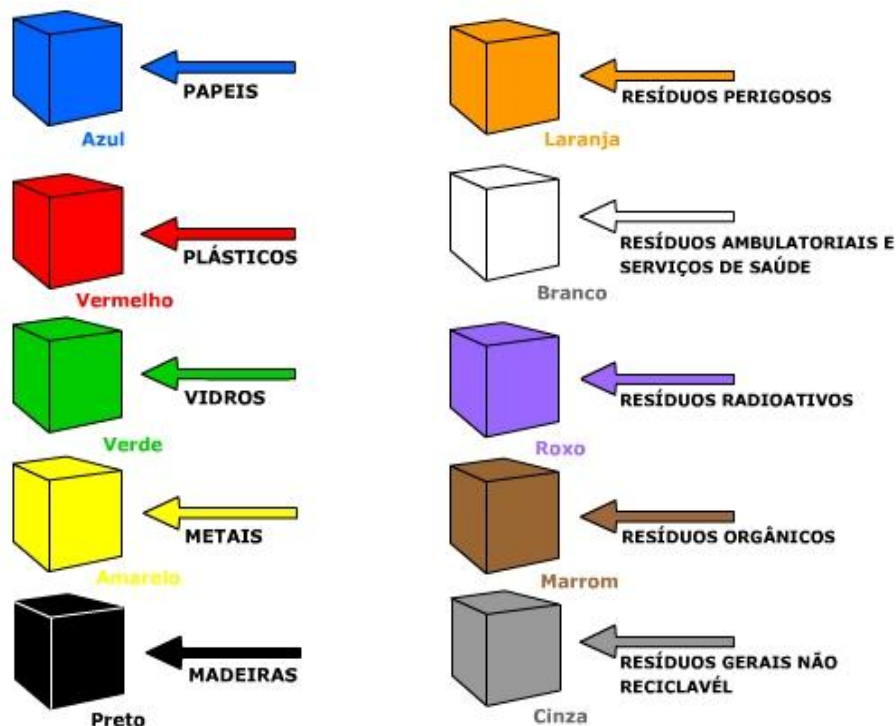 PAPEIS
Azul
PLÁSTICOS
Vermelho
VIDROS
Verde
METAIS
Amarelo
MADEIRAS
Preto
RESÍDUOS PERIGOSOS
Laranja
RESÍDUOS AMBULATORIAIS E
SERVIÇOS DE SAÚDE
Branco
RESÍDUOS RADIOATIVOS
Roxo
RESÍDUOS ORGÂNICOS
Marrom
RESÍDUOS GERAIS NÃO
RECICLAVÉL
Cinza